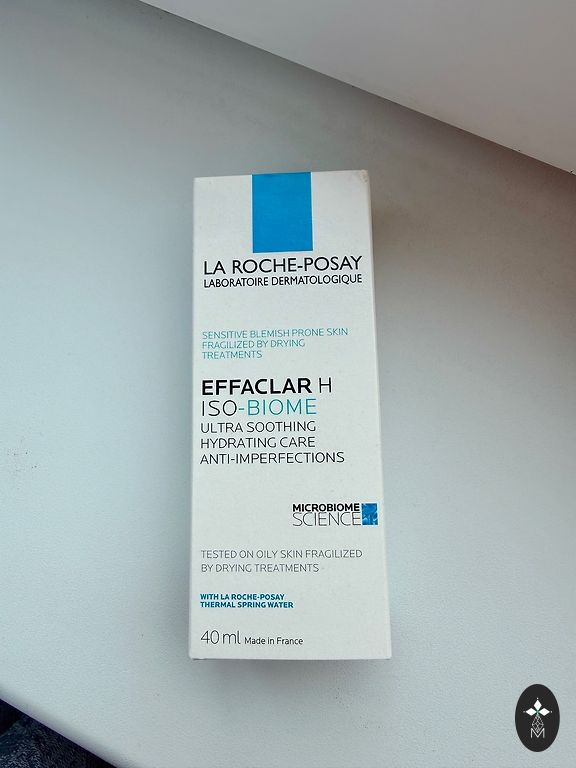 LA ROCHE-POSAY
LABORATOIRE DERMATOLOGIQUE
SENSITIVE BLEMISH PRONE SKIN
FRAGILIZED BY DRYING
TREATMENTS
EFFACLAR H
ISO-BIOME
ULTRA SOOTHING
HYDRATING CARE
ANTI-IMPERFECTIONS
MICROBIOME
SCIENCE
TESTED ON OILY SKIN FRAGILIZED
BY DRYING TREATMENTS
WITH LA ROCHE-POSAY
THERMAL SPRING WATER
40 ml Made in France
M